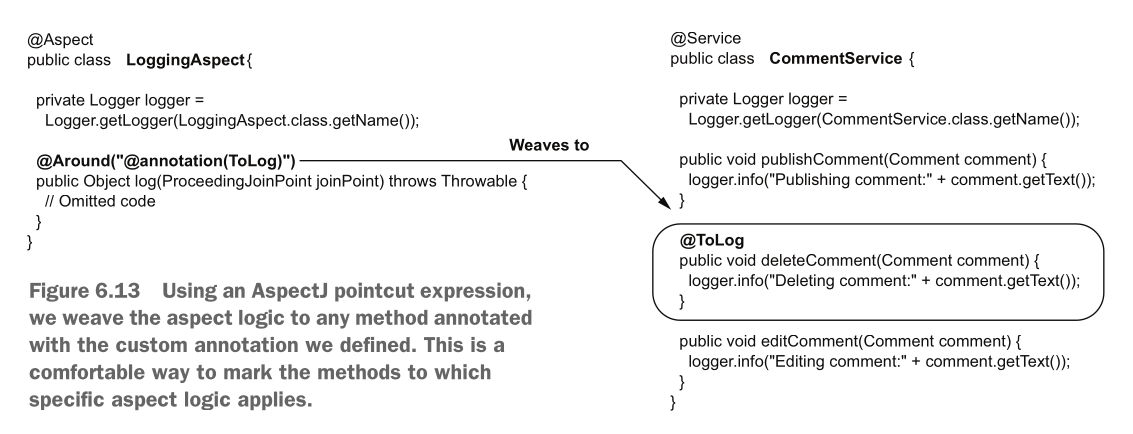 @Aspect
public class LoggingAspect{
private Logger logger =
Logger.getLogger(LoggingAspect.class.getName());
@Around("@annotation(ToLog)")
public Object log(ProceedingJoinPoint joinPoint) throws Throwable {
// Omitted code
}
}
Weaves to
@Service
public class CommentService {
private Logger logger =
Logger.getLogger(CommentService.class.getName());
public void publishComment(Comment comment) {
logger.info("Publishing comment:" + comment.getText());
}
@ToLog
public void deleteComment(Comment comment) {
logger.info("Deleting comment:" + comment.getText());
}
public void editComment(Comment comment) {
logger.info("Editing comment:" + comment.getText());
}
}
Figure 6.13 Using an AspectJ pointcut expression,
we weave the aspect logic to any method annotated
with the custom annotation we defined. This is a
comfortable way to mark the methods to which
specific aspect logic applies.